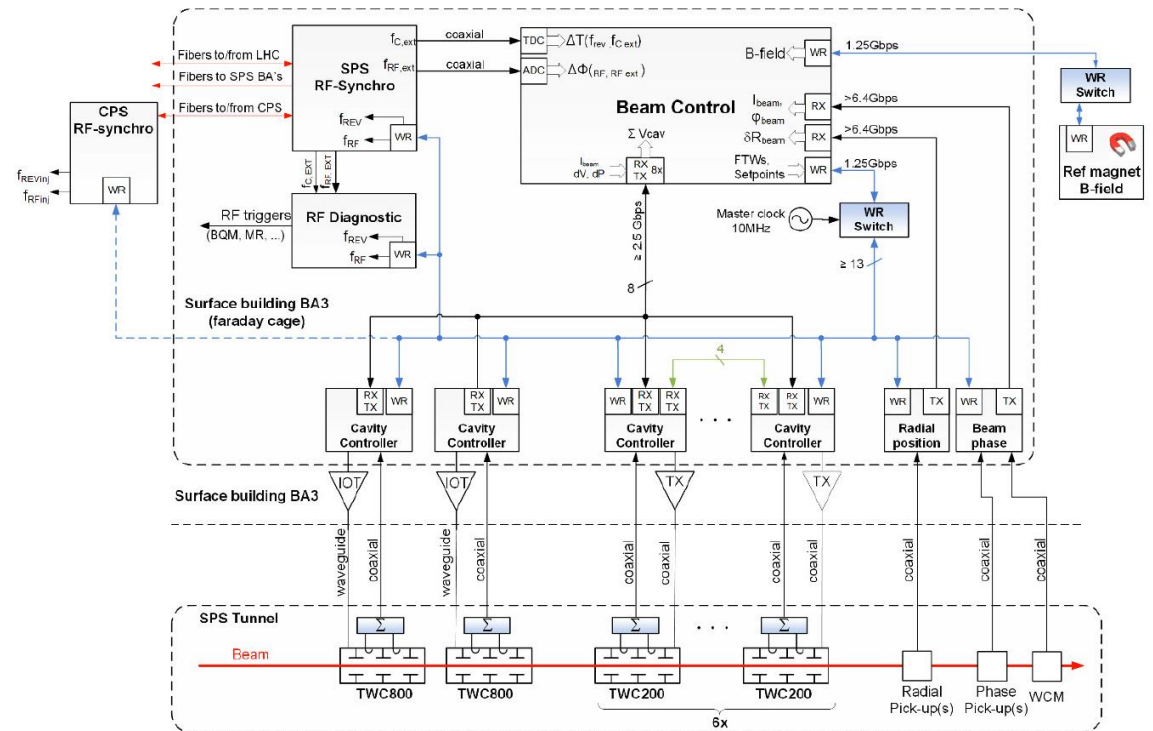 Fibers to/from LHC
Fibers to SPS BA's
Fibers to/from CPS
CPS
RF-synchro
WR
fREVinj
fRFinj
SPS
RF-Synchro
fC,ext
coaxial
fRF,ext
coaxial
fREV
fRF
WR
fC,EXT
fRF, EXT
RF Diagnostic
fREV
fRF
WR
RF triggers
(BQM, MR, ...)
TDC
ΔT(frev, fC ext)
ADC
ΔΦ(RF, RF ext)
Beam Control
B-field
WR
1.25Gbps
Ibeam,
φbeam
RX
>6.4Gbps
δRbeam
RX
>6.4Gbps
FTWs,
Setpoints
WR
1.25Gbps
Σ Vcav
Ibeam
dV, dP
RX
TX
8x
≥ 2.5 Gbps
8
WR
Switch
WR
Ref magnet
B-field
Master clock
10MHz
WR
Switch
≥ 13
Surface building BA3
(faraday cage)
4
RX
TX
WR
Cavity
Controller
RX
TX
WR
Cavity
Controller
WR
RX
TX
RX
TX
Cavity
Controller
. . .
RX
TX
RX
TX
WR
Cavity
Controller
WR
TX
Radial
position
WR
TX
Beam
phase
IOT
IOT
TX
TX
Surface building BA3
waveguide
coaxial
waveguide
coaxial
coaxial
coaxial
coaxial
coaxial
coaxial
coaxial
coaxial
SPS Tunnel
Σ
Σ
Σ
. . .
Σ
Beam
TWC800
TWC800
TWC200
TWC200
6x
Radial
Pick-up(s)
Phase
Pick-up(s)
WCM